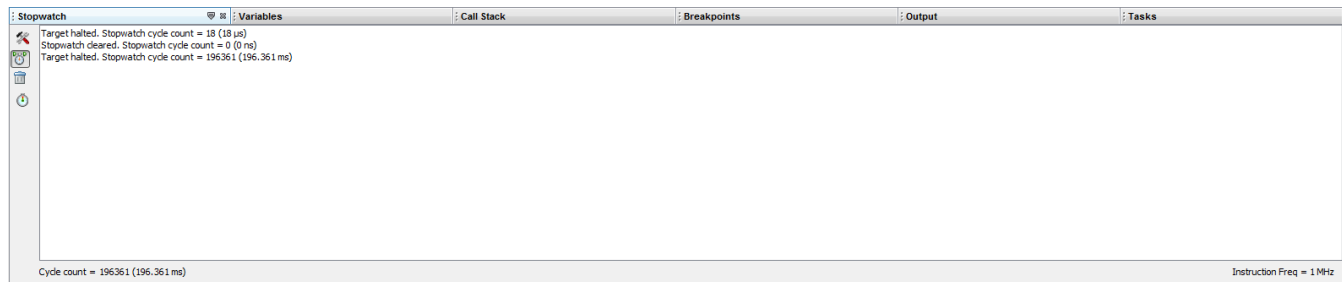 Stopwatch Variables Call Stack Breakpoints Output Tasks
Target halted. Stopwatch cycle count = 18 (18 µs)
Stopwatch cleared. Stopwatch cycle count = 0 (0 ns)
Target halted. Stopwatch cycle count = 196361 (196.361 ms)
Cycle count = 196361 (196.361 ms) Instruction Freq = 1 MHz